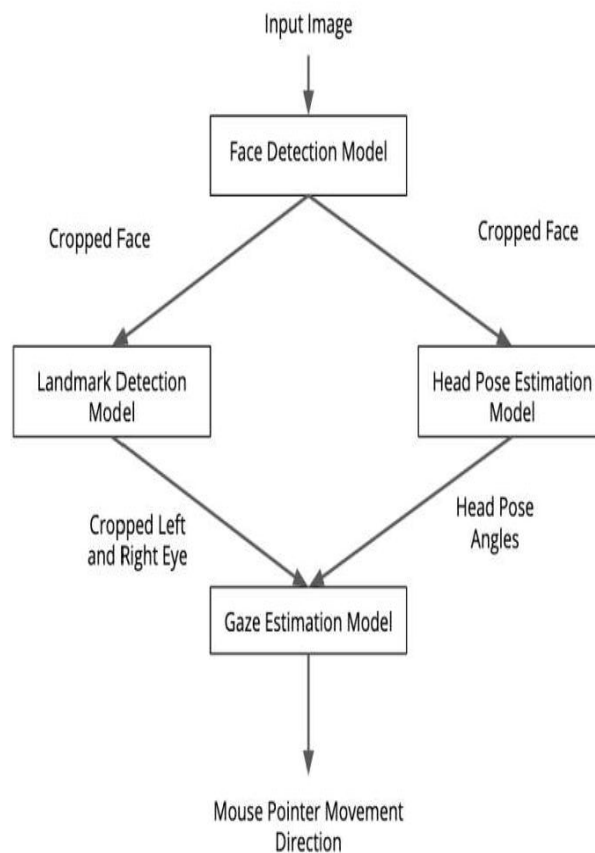 Input Image
Face Detection Model
Cropped Face
Cropped Face
Landmark Detection
Model
Head Pose Estimation
Model
Cropped Left
and Right Eye
Head Pose
Angles
Gaze Estimation Model
Mouse Pointer Movement
Direction